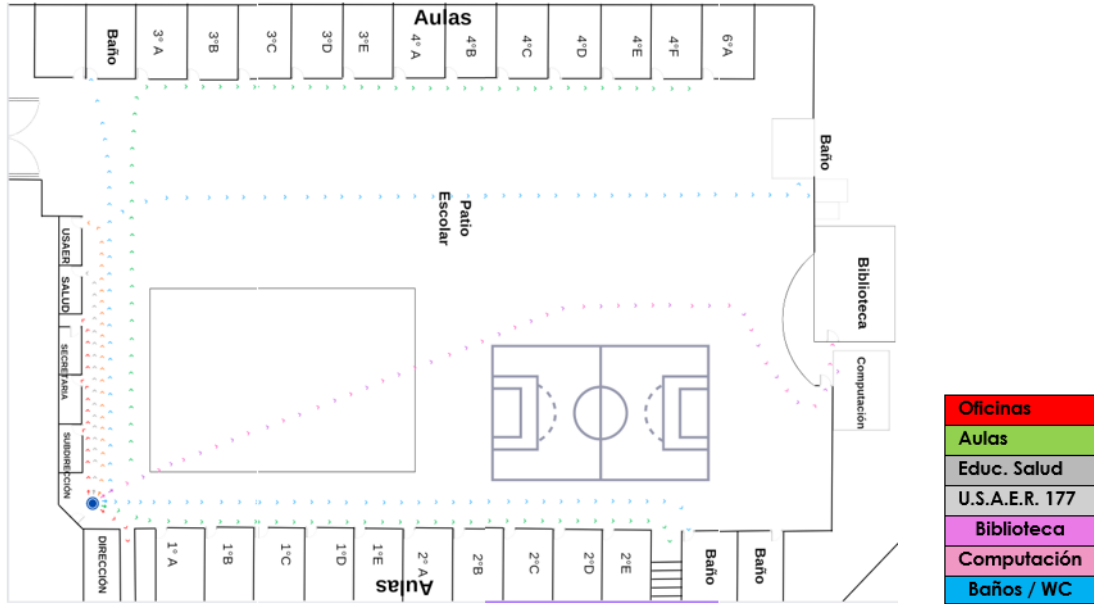 Aulas
Baño
3° A
3°B
3°C
3°D
3°E
4° A
4°B
4°C
4°D
4°E
4°F
6°A
Baño
Patio
Escolar
USAER
SALUD
SECRETARIA
SUBDIRECCIÓN
Biblioteca
Computación
DIRECCIÓN
1° A
1°B
1°C
1°D
1°E
2° A
2°B
2°C
2°D
2°E
Baño
Baño
Aulas
Oficinas
Aulas
Educ. Salud
U.S.A.E.R. 177
Biblioteca
Computación
Baños / WC